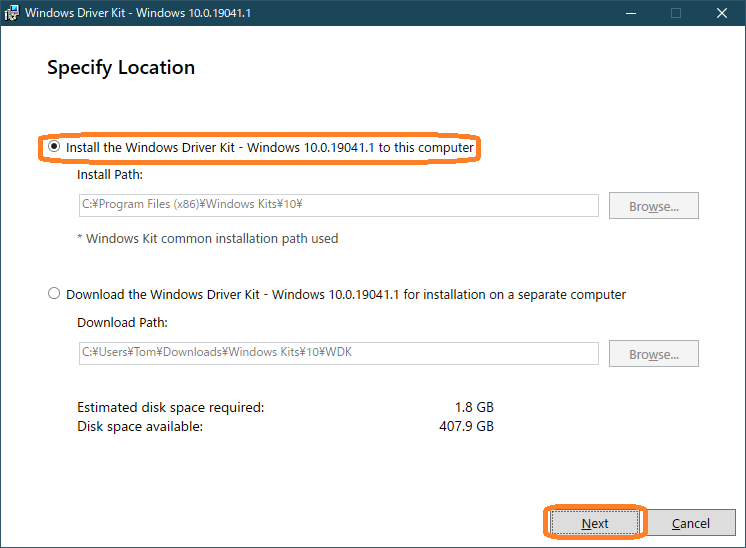 Windows Driver Kit - Windows 10.0.19041.1
Specify Location
Install the Windows Driver Kit - Windows 10.0.19041.1 to this computer
Install Path:
C:¥Program Files (x86)¥Windows Kits¥10¥
Browse...
* Windows Kit common installation path used
Download the Windows Driver Kit - Windows 10.0.19041.1 for installation on a separate computer
Download Path:
C:¥Users¥Tom¥Downloads¥Windows Kits¥10¥WDK
Browse...
Estimated disk space required: 1.8 GB
Disk space available: 407.9 GB
Next
Cancel